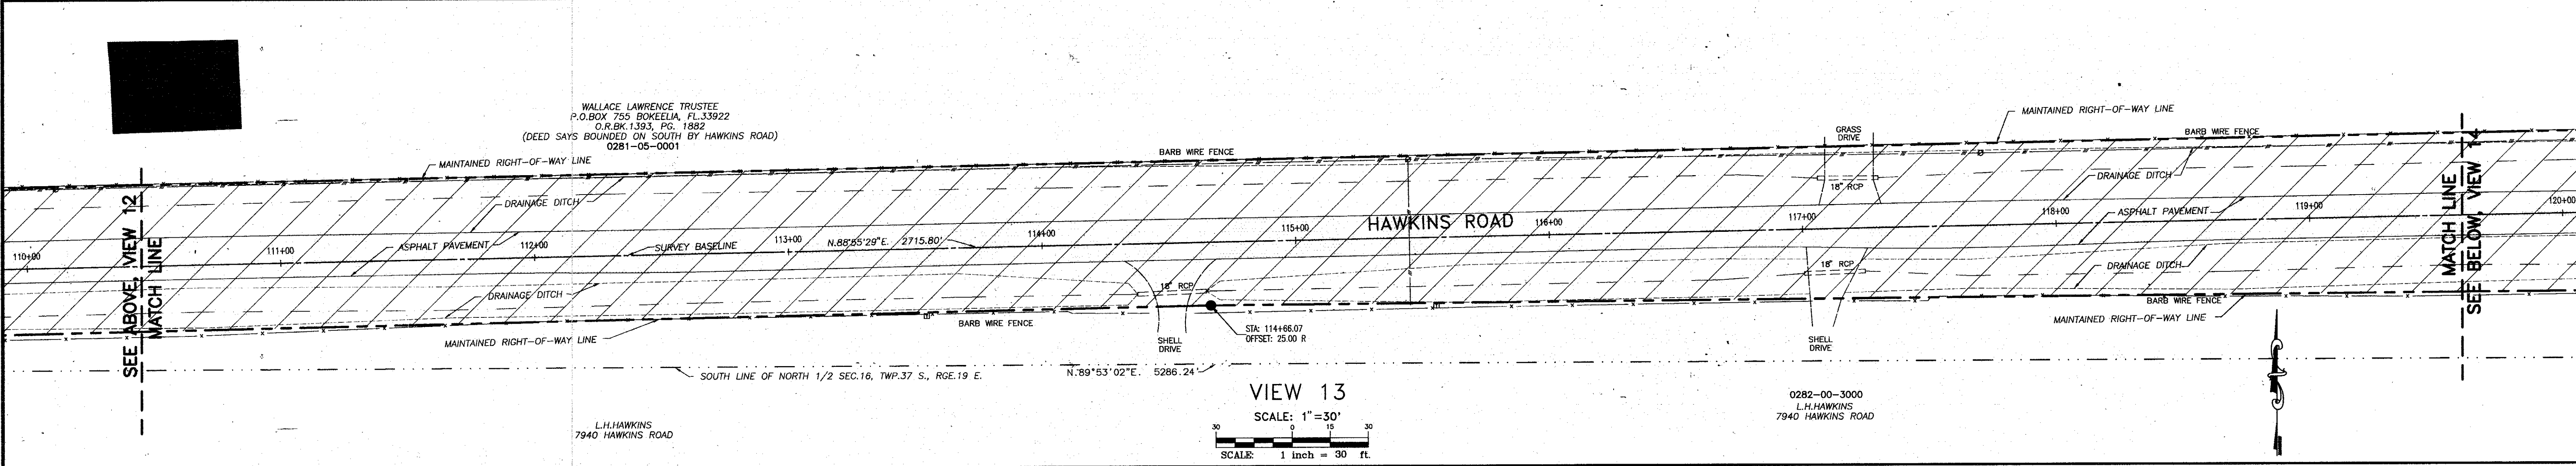 WALLACE LAWRENCE TRUSTEE
P.O.BOX 755 BOKEELIA, FL.33922
O.R.BK.1393, PG. 1882
(DEED SAYS BOUNDED ON SOUTH BY HAWKINS ROAD)
0281-05-0001
MAINTAINED RIGHT-OF-WAY LINE
BARB WIRE FENCE
GRASS
DRIVE
MAINTAINED RIGHT-OF-WAY LINE
BARB WIRE FENCE
SEE ABOVE, VIEW 12
MATCH LINE
DRAINAGE DITCH
18" RCP
DRAINAGE DITCH
MATCH LINE
SEE BELOW, VIEW 14
HAWKINS ROAD
110+00
111+00
112+00
113+00
114+00
115+00
116+00
117+00
118+00
119+00
120+00
ASPHALT PAVEMENT
SURVEY BASELINE
N.88°55'29"E. 2715.80'
ASPHALT PAVEMENT
DRAINAGE DITCH
18" RCP
18" RCP
DRAINAGE DITCH
BARB WIRE FENCE
BARB WIRE FENCE
MAINTAINED RIGHT-OF-WAY LINE
SHELL
DRIVE
STA: 114+66.07
OFFSET: 25.00 R
SHELL
DRIVE
MAINTAINED RIGHT-OF-WAY LINE
SOUTH LINE OF NORTH 1/2 SEC.16, TWP.37 S., RGE.19 E.
N.89°53'02"E. 5286.24'
VIEW 13
SCALE: 1"=30'
30 0 15 30
SCALE: 1 inch = 30 ft.
L.H.HAWKINS
7940 HAWKINS ROAD
0282-00-3000
L.H.HAWKINS
7940 HAWKINS ROAD